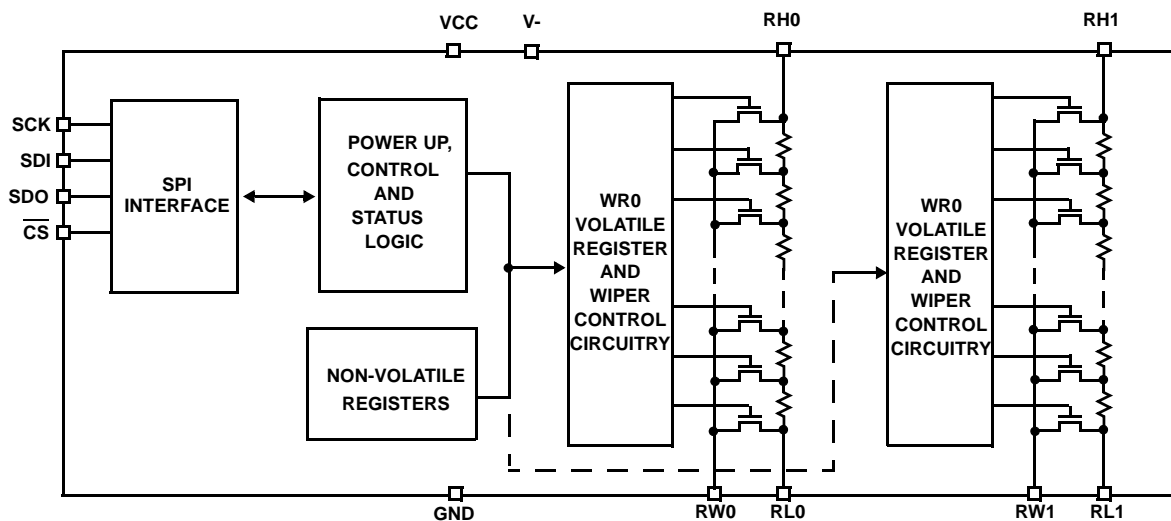 VCC
V-
RH0
RH1
SCK
SDI
SDO
CS
SPI
INTERFACE
POWER UP,
CONTROL
AND
STATUS
LOGIC
NON-VOLATILE
REGISTERS
WR0
VOLATILE
REGISTER
AND
WIPER
CONTROL
CIRCUITRY
WR0
VOLATILE
REGISTER
AND
WIPER
CONTROL
CIRCUITRY
GND
RW0
RL0
RW1
RL1